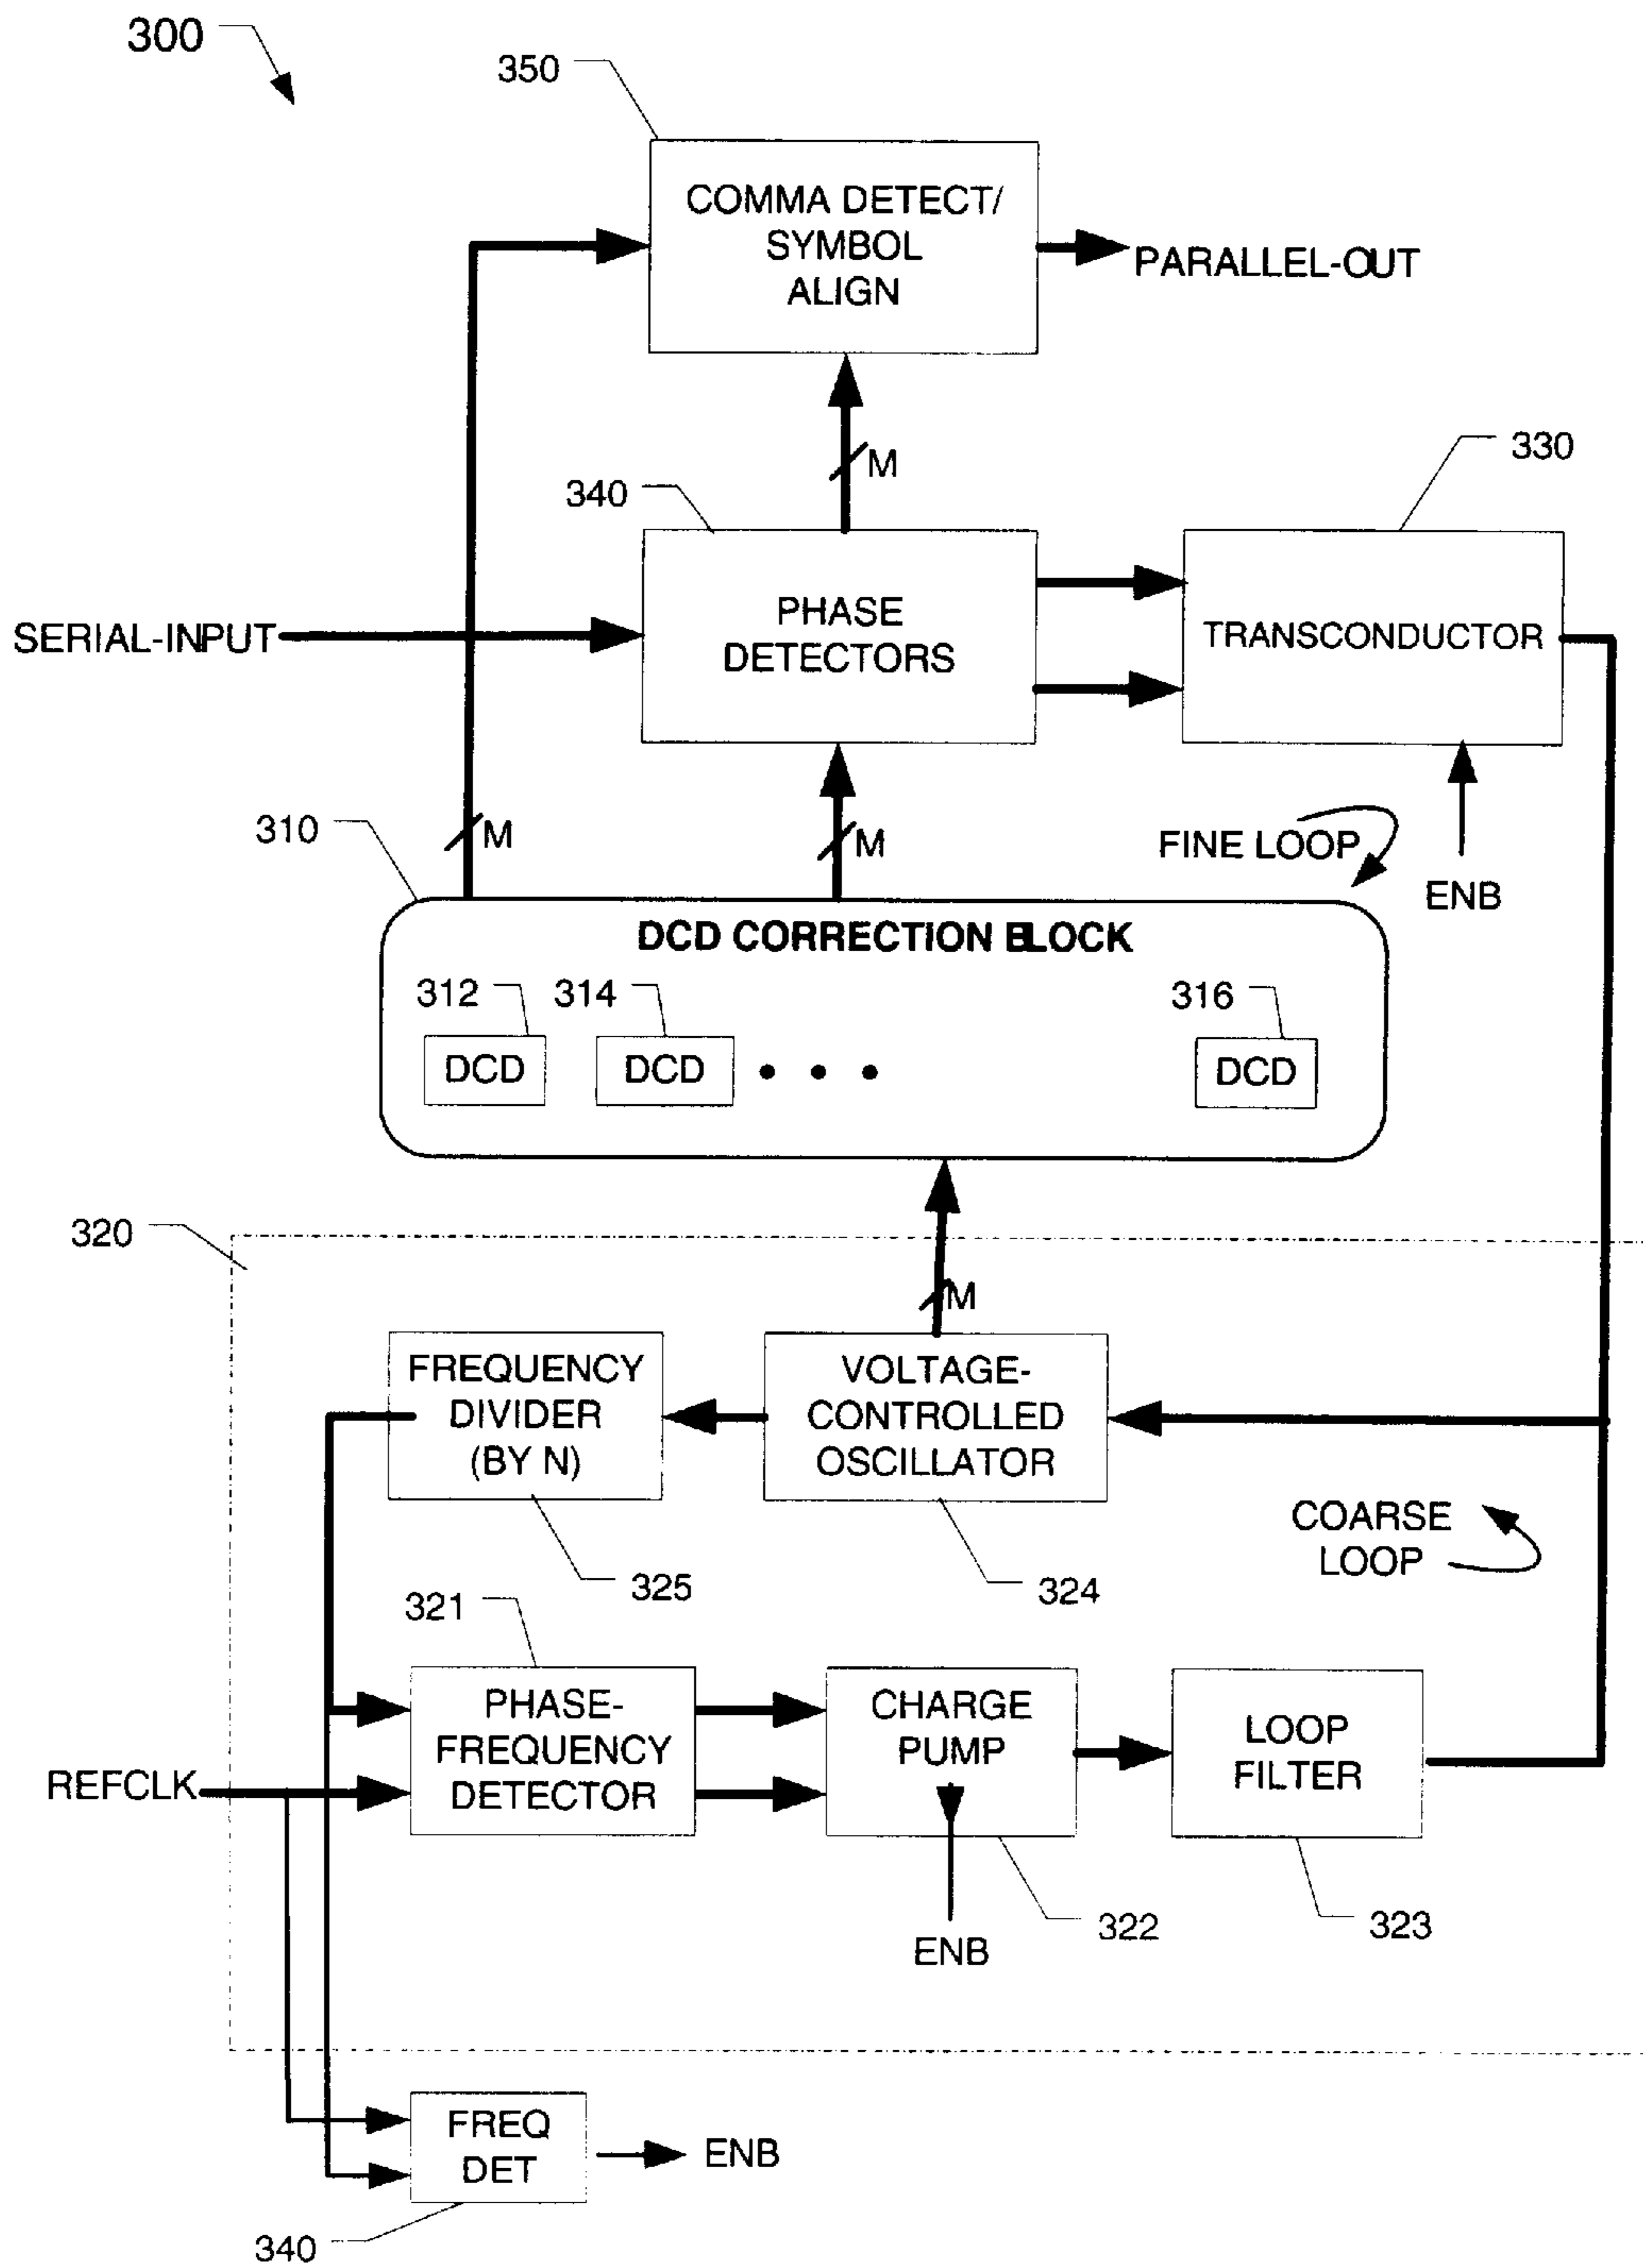 300
350
COMMA DETECT/
SYMBOL
ALIGN
PARALLEL-OUT
M
340
330
PHASE
DETECTORS
TRANSCONDUCTOR
SERIAL-INPUT
310
M
M
FINE LOOP
ENB
DCD CORRECTION BLOCK
312
314
316
DCD
DCD
DCD
320
M
FREQUENCY
DIVIDER
(BY N)
VOLTAGE-
CONTROLLED
OSCILLATOR
COARSE
LOOP
325
324
321
PHASE-
FREQUENCY
DETECTOR
CHARGE
PUMP
LOOP
FILTER
REFCLK
322
323
ENB
FREQ
DET
ENB
340